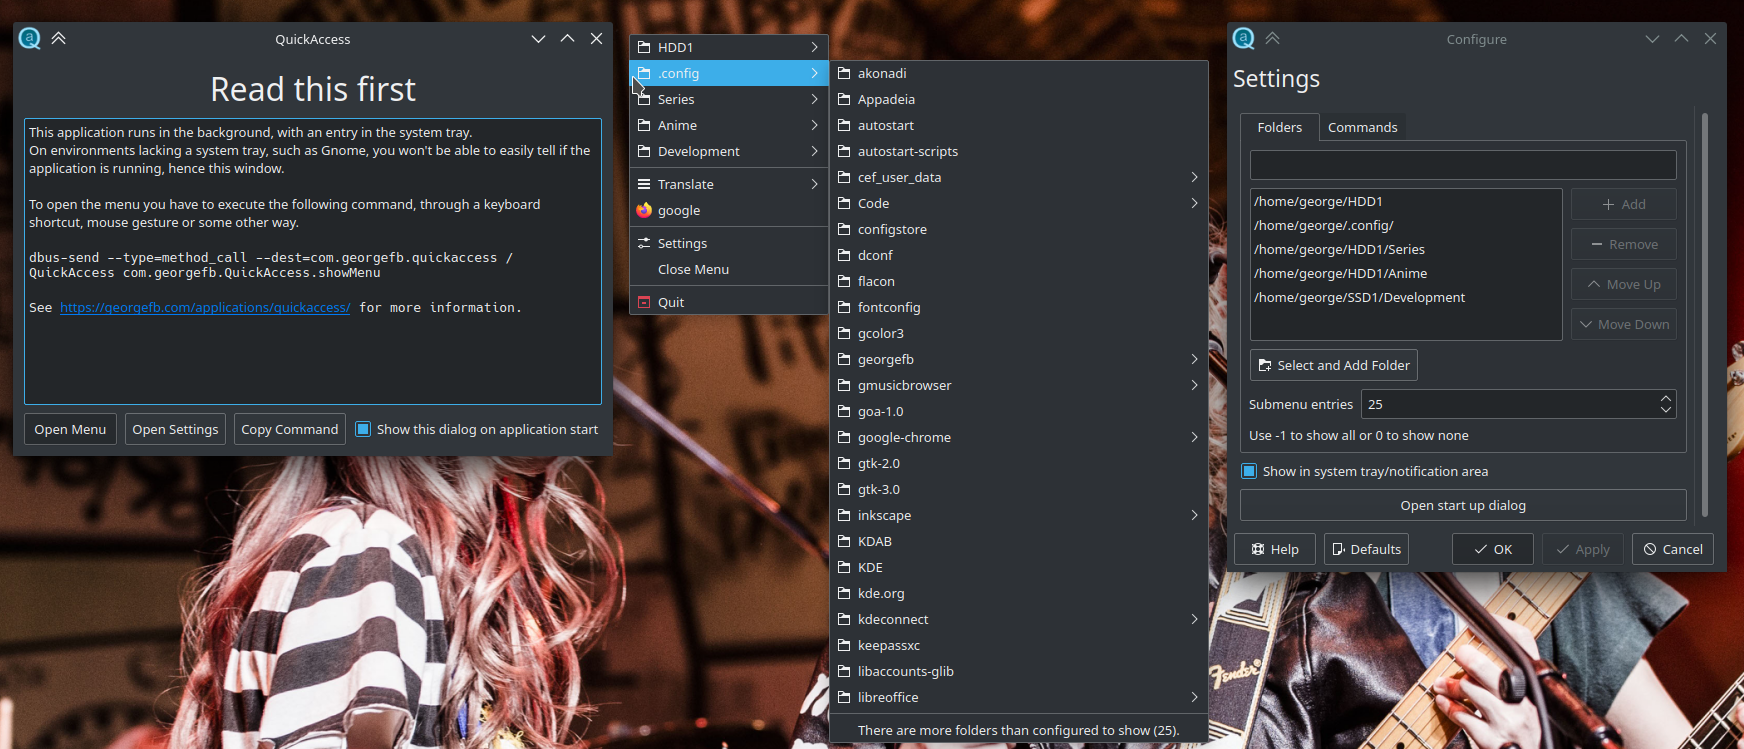 QuickAccess
Read this first
This application runs in the background, with an entry in the system tray.
On environments lacking a system tray, such as Gnome, you won't be able to easily tell if the
application is running, hence this window.
To open the menu you have to execute the following command, through a keyboard
shortcut, mouse gesture or some other way.
dbus-send --type=method_call --dest=com.georgefb.quickaccess /
QuickAccess com.georgefb.QuickAccess.showMenu
See https://georgefb.com/applications/quickaccess/ for more information.
Open Menu
Open Settings
Copy Command
Show this dialog on application start
HDD1
.config
Series
Anime
Development
Translate
google
Settings
Close Menu
Quit
akonadi
Appadeia
autostart
autostart-scripts
cef_user_data
Code
configstore
dconf
flacon
fontconfig
gcolor3
georgefb
gmusicbrowser
goa-1.0
google-chrome
gtk-2.0
gtk-3.0
inkscape
KDAB
KDE
kde.org
kdeconnect
keepassxc
libaccounts-glib
libreoffice
There are more folders than configured to show (25).
Configure
Settings
Folders
Commands
/home/george/HDD1
/home/george/.config/
/home/george/HDD1/Series
/home/george/HDD1/Anime
/home/george/SSD1/Development
Add
Remove
Move Up
Move Down
Select and Add Folder
Submenu entries
25
Use -1 to show all or 0 to show none
Show in system tray/notification area
Open start up dialog
Help
Defaults
OK
Apply
Cancel
Fender